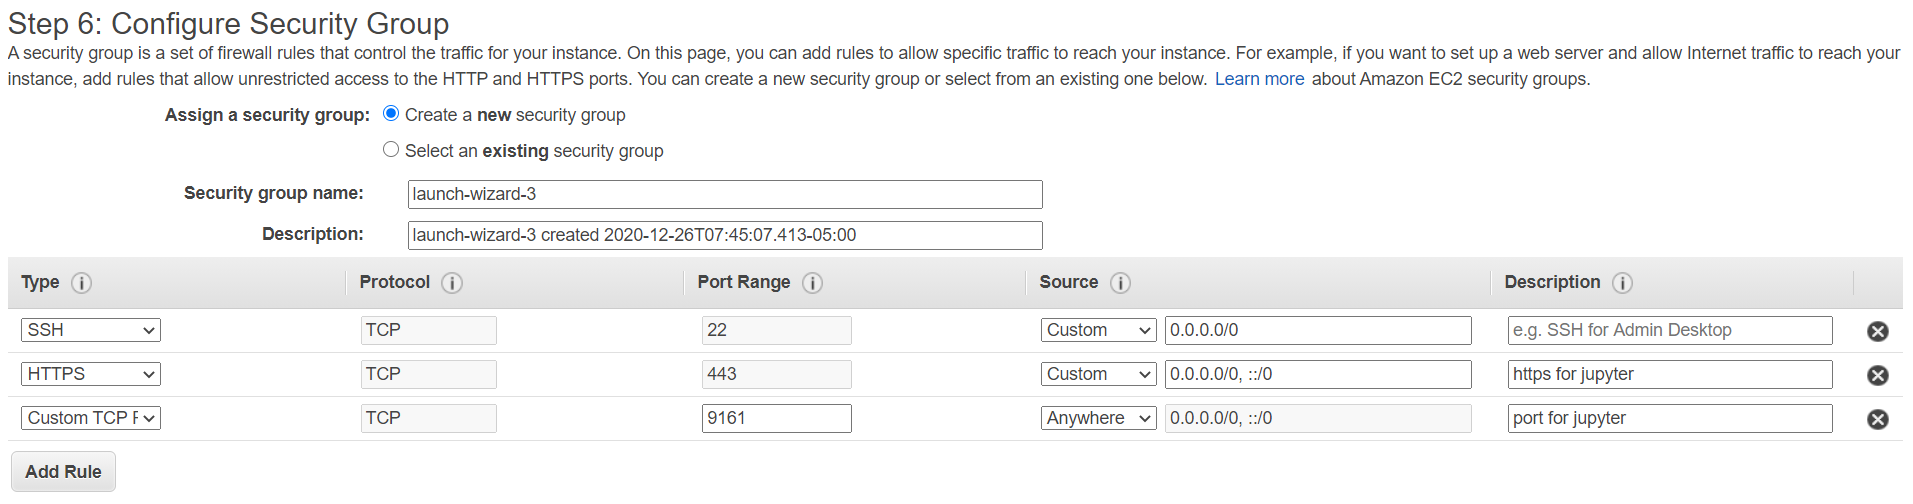 Step 6: Configure Security Group
A security group is a set of firewall rules that control the traffic for your instance. On this page, you can add rules to allow specific traffic to reach your instance. For example, if you want to set up a web server and allow Internet traffic to reach your
instance, add rules that allow unrestricted access to the HTTP and HTTPS ports. You can create a new security group or select from an existing one below. Learn more about Amazon EC2 security groups.
Assign a security group: Create a new security group
Select an existing security group
Security group name: launch-wizard-3
Description: launch-wizard-3 created 2020-12-26T07:45:07.413-05:00
Type i Protocol i Port Range i Source i Description i
SSH TCP 22 Custom 0.0.0.0/0 e.g. SSH for Admin Desktop
HTTPS TCP 443 Custom 0.0.0.0/0, ::/0 https for jupyter
Custom TCP F TCP 9161 Anywhere 0.0.0.0/0, ::/0 port for jupyter
Add Rule